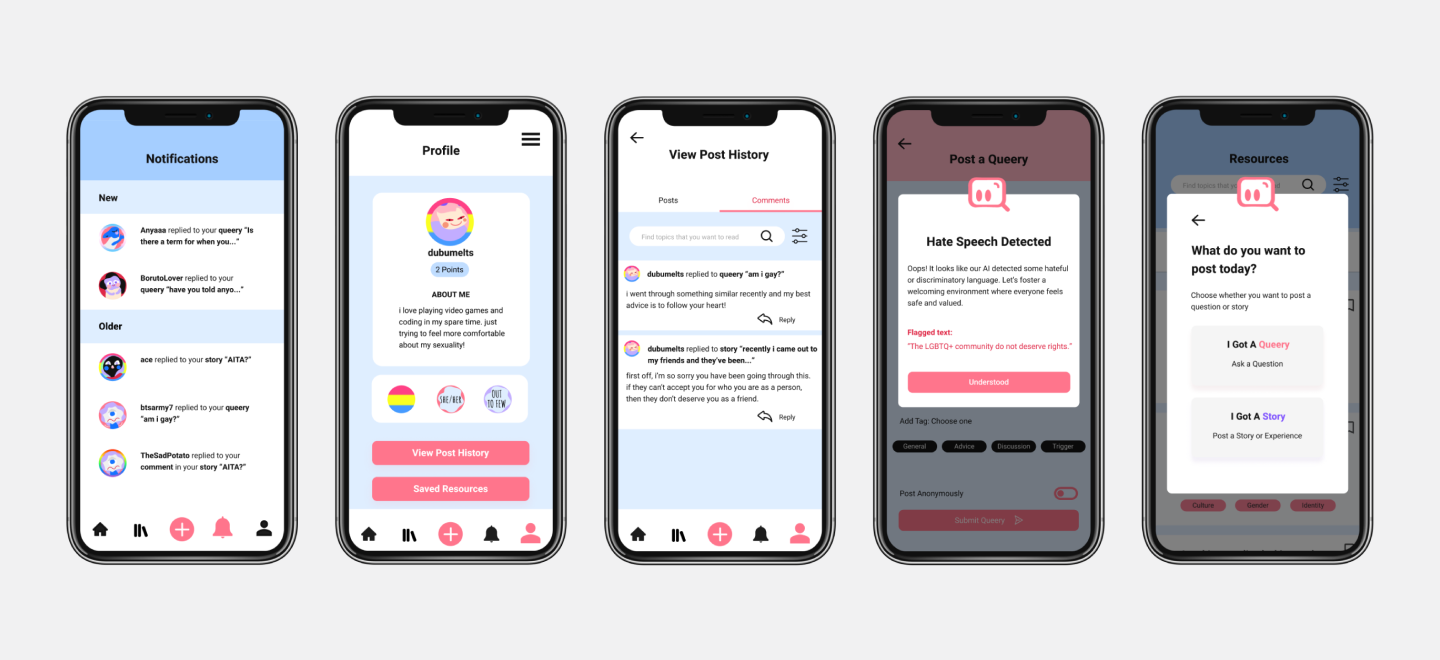 Notifications
New
Anyaaa replied to your queery “Is
there a term for when you...”
BorutoLover replied to your
queery “have you told anyo...”
Older
ace replied to your story “AITA?”
btsarmy7 replied to your queery
“am i gay?”
TheSadPotato replied to your
comment in your story “AITA?”
Profile
dubumelts
2 Points
ABOUT ME
i love playing video games and
coding in my spare time. just
trying to feel more comfortable
about my sexuality!
SHE/HER
OUT
TO FEW
View Post History
Saved Resources
View Post History
Posts
Comments
Find topics that you want to read
dubumelts replied to queery “am i gay?”
i went through something similar recently and my best
advice is to follow your heart!
Reply
dubumelts replied to story “recently i came out to
my friends and they’ve been...”
first off, i’m so sorry you have been going through this.
if they can’t accept you for who you are as a person,
then they don’t deserve you as a friend.
Reply
Post a Queery
Hate Speech Detected
Oops! It looks like our AI detected some hateful
or discriminatory language. Let’s foster a
welcoming environment where everyone feels
safe and valued.
Flagged text:
“The LGBTQ+ community do not deserve rights.”
Understood
Add Tag: Choose one
General
Advice
Discussion
Trigger
Post Anonymously
Submit Queery
Resources
Find topics that
What do you want to
post today?
Choose whether you want to post a
question or story
I Got A Queery
Ask a Question
I Got A Story
Post a Story or Experience
Culture
Gender
Identity